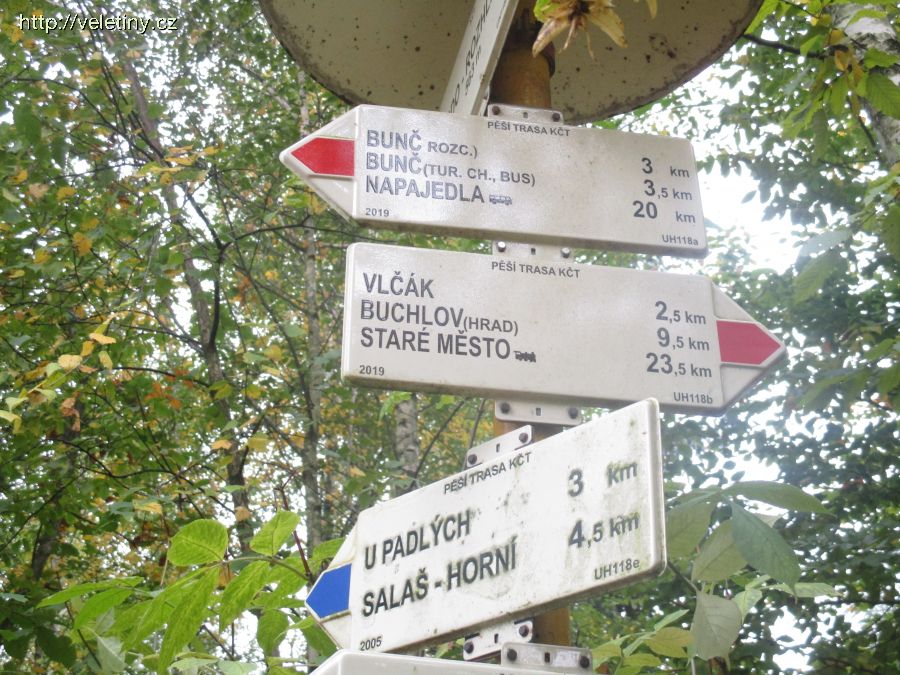 http://veletiny.cz
PĚŠÍ TRASA KČT
BUNČ ROZC.) 3 km
BUNČ (TUR. CH., BUS) 3,5 km
NAPAJEDLA 20 km
2019 UH118a
PĚŠÍ TRASA KČT
VLČÁK 2,5 km
BUCHLOV (HRAD) 9,5 km
STARÉ MĚSTO 23,5 km
2019 UH118b
PĚŠÍ TRASA KČT
U PADLÝCH 3 km
SALAŠ - HORNÍ 4,5 km
2005 UH118e